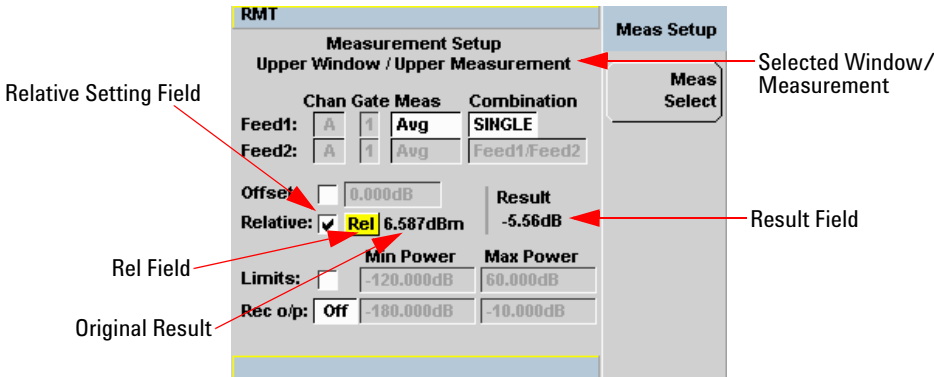 RMT
Meas Setup
Measurement Setup
Upper Window / Upper Measurement
Selected Window/
Measurement
Meas
Select
Relative Setting Field
Chan Gate Meas Combination
Feed1: A 1 Avg SINGLE
Feed2: A 1 Avg Feed1/Feed2
Offset: 0.000dB
Result
Relative: Rel 6.587dBm
-5.56dB
Result Field
Rel Field
Min Power Max Power
Limits: -120.000dB 60.000dB
Rec o/p: Off -180.000dB -10.000dB
Original Result